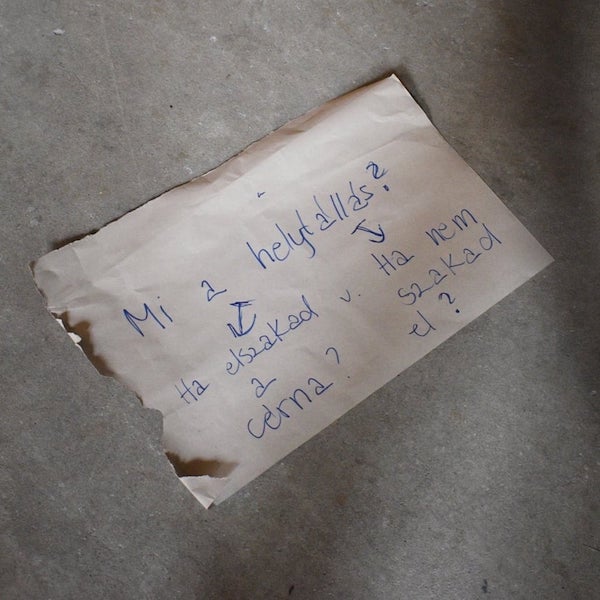 Mi a helytállás?
Ha elszakad v. Ha nem
a szakad
cérna? el?